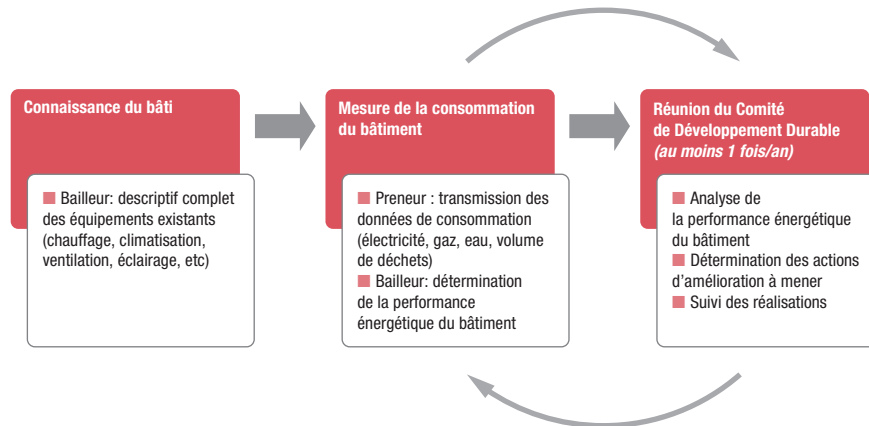 Connaissance du bâti
■ Bailleur: descriptif complet
des équipements existants
(chauffage, climatisation,
ventilation, éclairage, etc)
Mesure de la consommation
du bâtiment
■ Preneur : transmission des
données de consommation
(électricité, gaz, eau, volume
de déchets)
■ Bailleur: détermination
de la performance
énergétique du bâtiment
Réunion du Comité
de Développement Durable
(au moins 1 fois/an)
■ Analyse de
la performance énergétique
du bâtiment
■ Détermination des actions
d’amélioration à mener
■ Suivi des réalisations